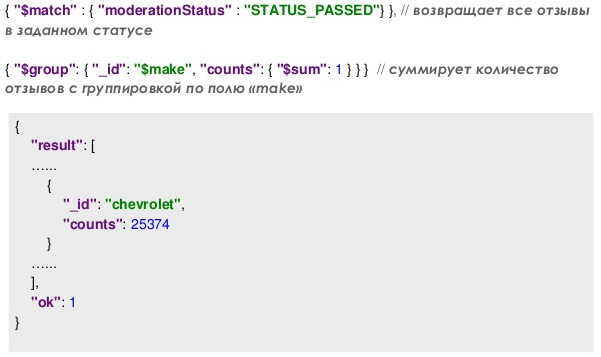 { "$match" : { "moderationStatus" : "STATUS_PASSED"} }, // возвращает все отзывы
в заданном статусе
{ "$group": { "_id": "$make", "counts": { "$sum": 1 } } } // суммирует количество
отзывов с группировкой по полю «make»
{
"result": [
…...
{
"_id": "chevrolet",
"counts": 25374
}
…...
],
"ok": 1
}